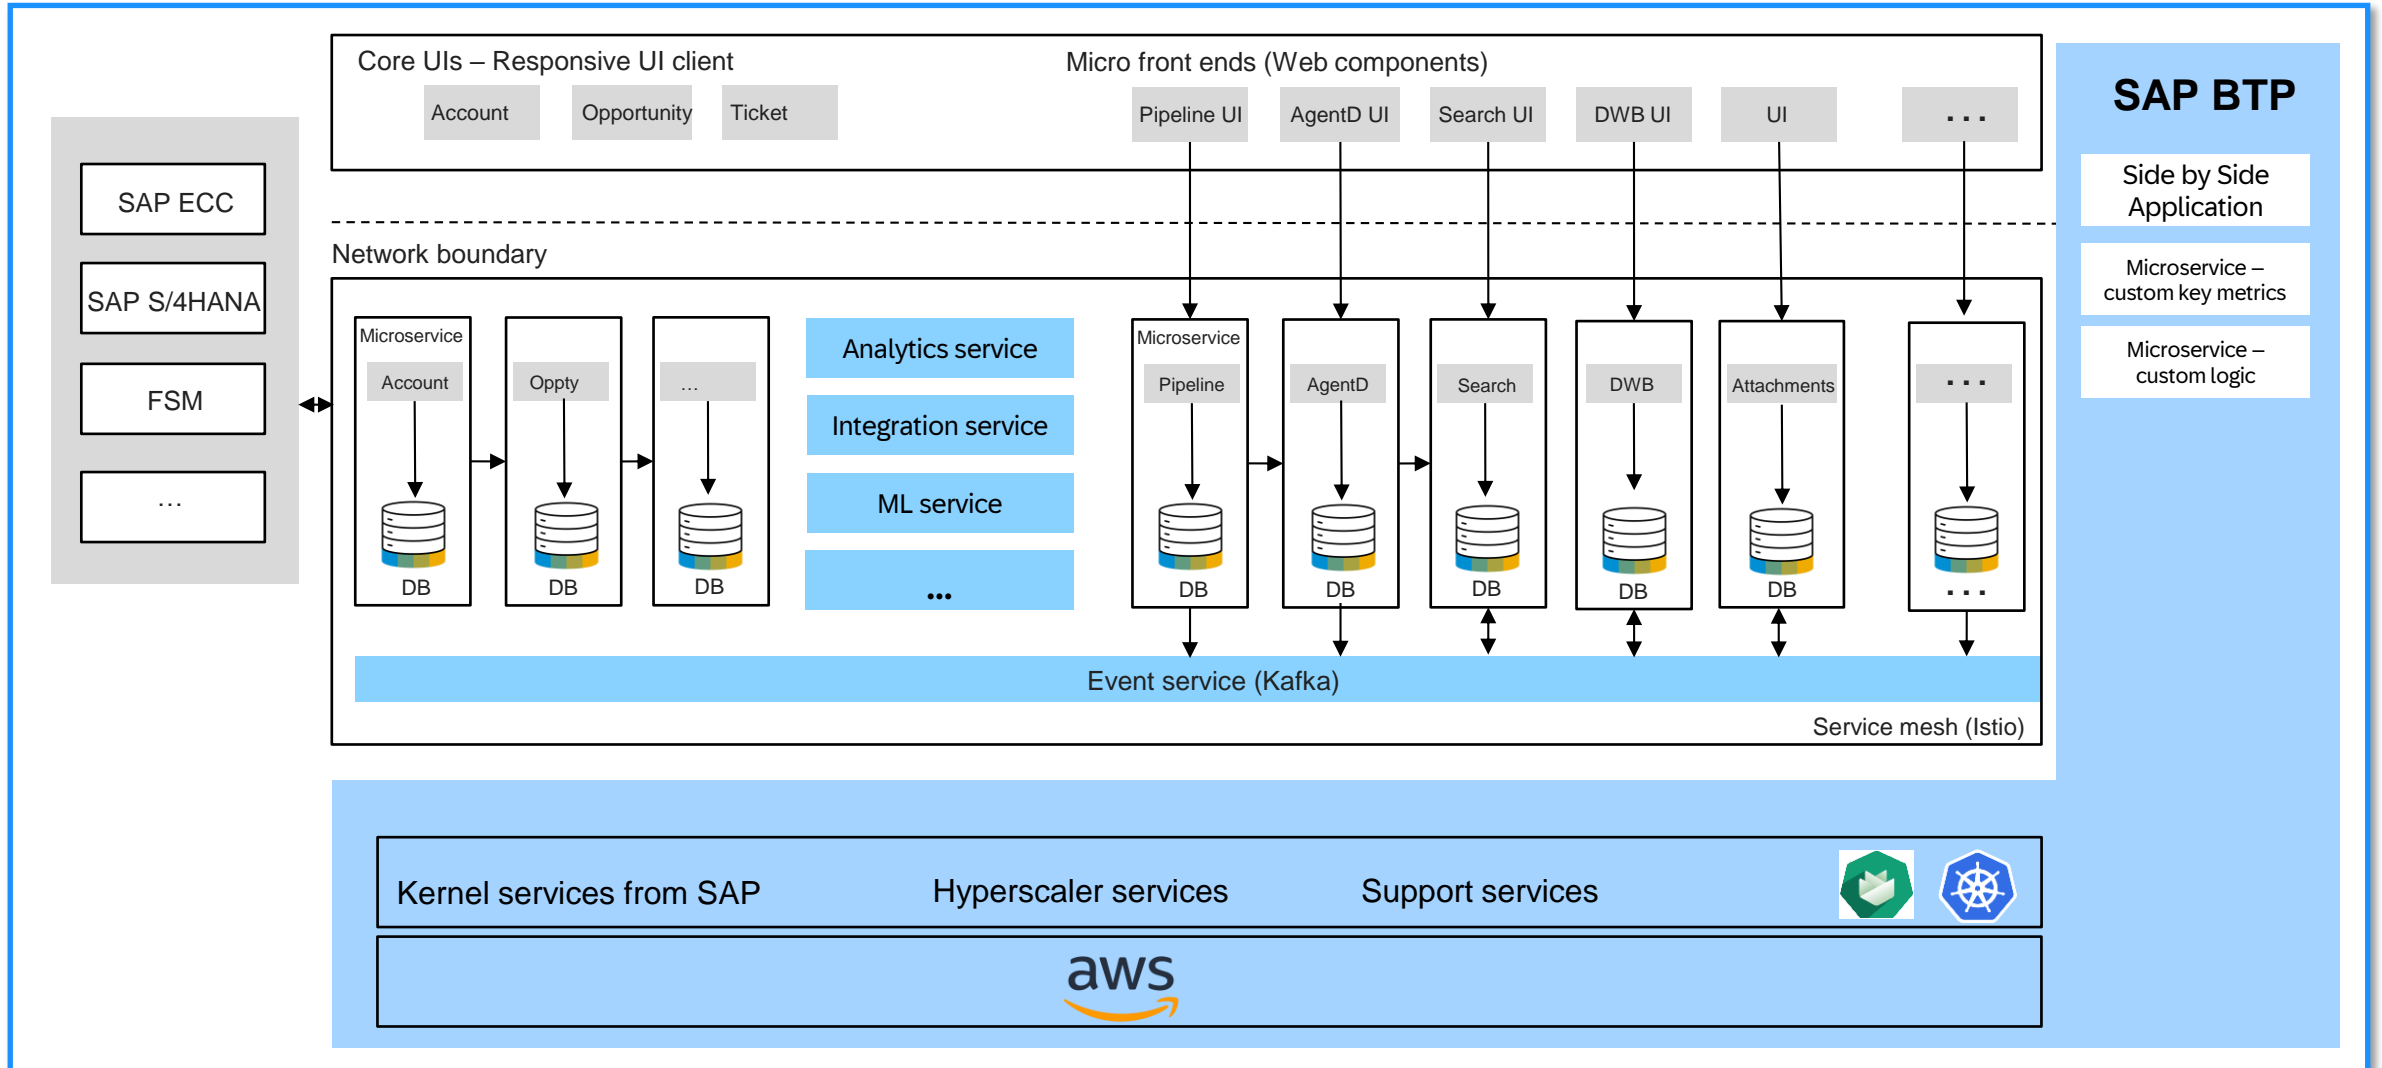 Core UIs – Responsive UI client
Micro front ends (Web components)
Account
Opportunity
Ticket
Pipeline UI
AgentD UI
Search UI
DWB UI
UI
...
SAP BTP
Side by Side
Application
Microservice –
custom key metrics
Microservice –
custom logic
SAP ECC
SAP S/4HANA
FSM
...
Network boundary
Microservice
Account
DB
Oppty
DB
...
DB
Analytics service
Integration service
ML service
...
Microservice
Pipeline
DB
AgentD
DB
Search
DB
DWB
DB
Attachments
DB
...
...
Event service (Kafka)
Service mesh (Istio)
Kernel services from SAP
Hyperscaler services
Support services
aws